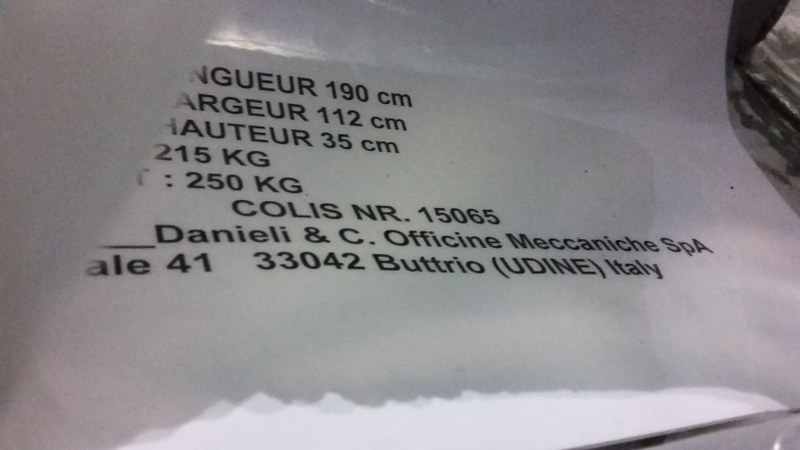 NGUEUR 190 cm
ARGEUR 112 cm
HAUTEUR 35 cm
215 KG
T : 250 KG
COLIS NR. 15065
__Danieli & C. Officine Meccaniche SpA
ale 41 33042 Buttrio (UDINE) Italy